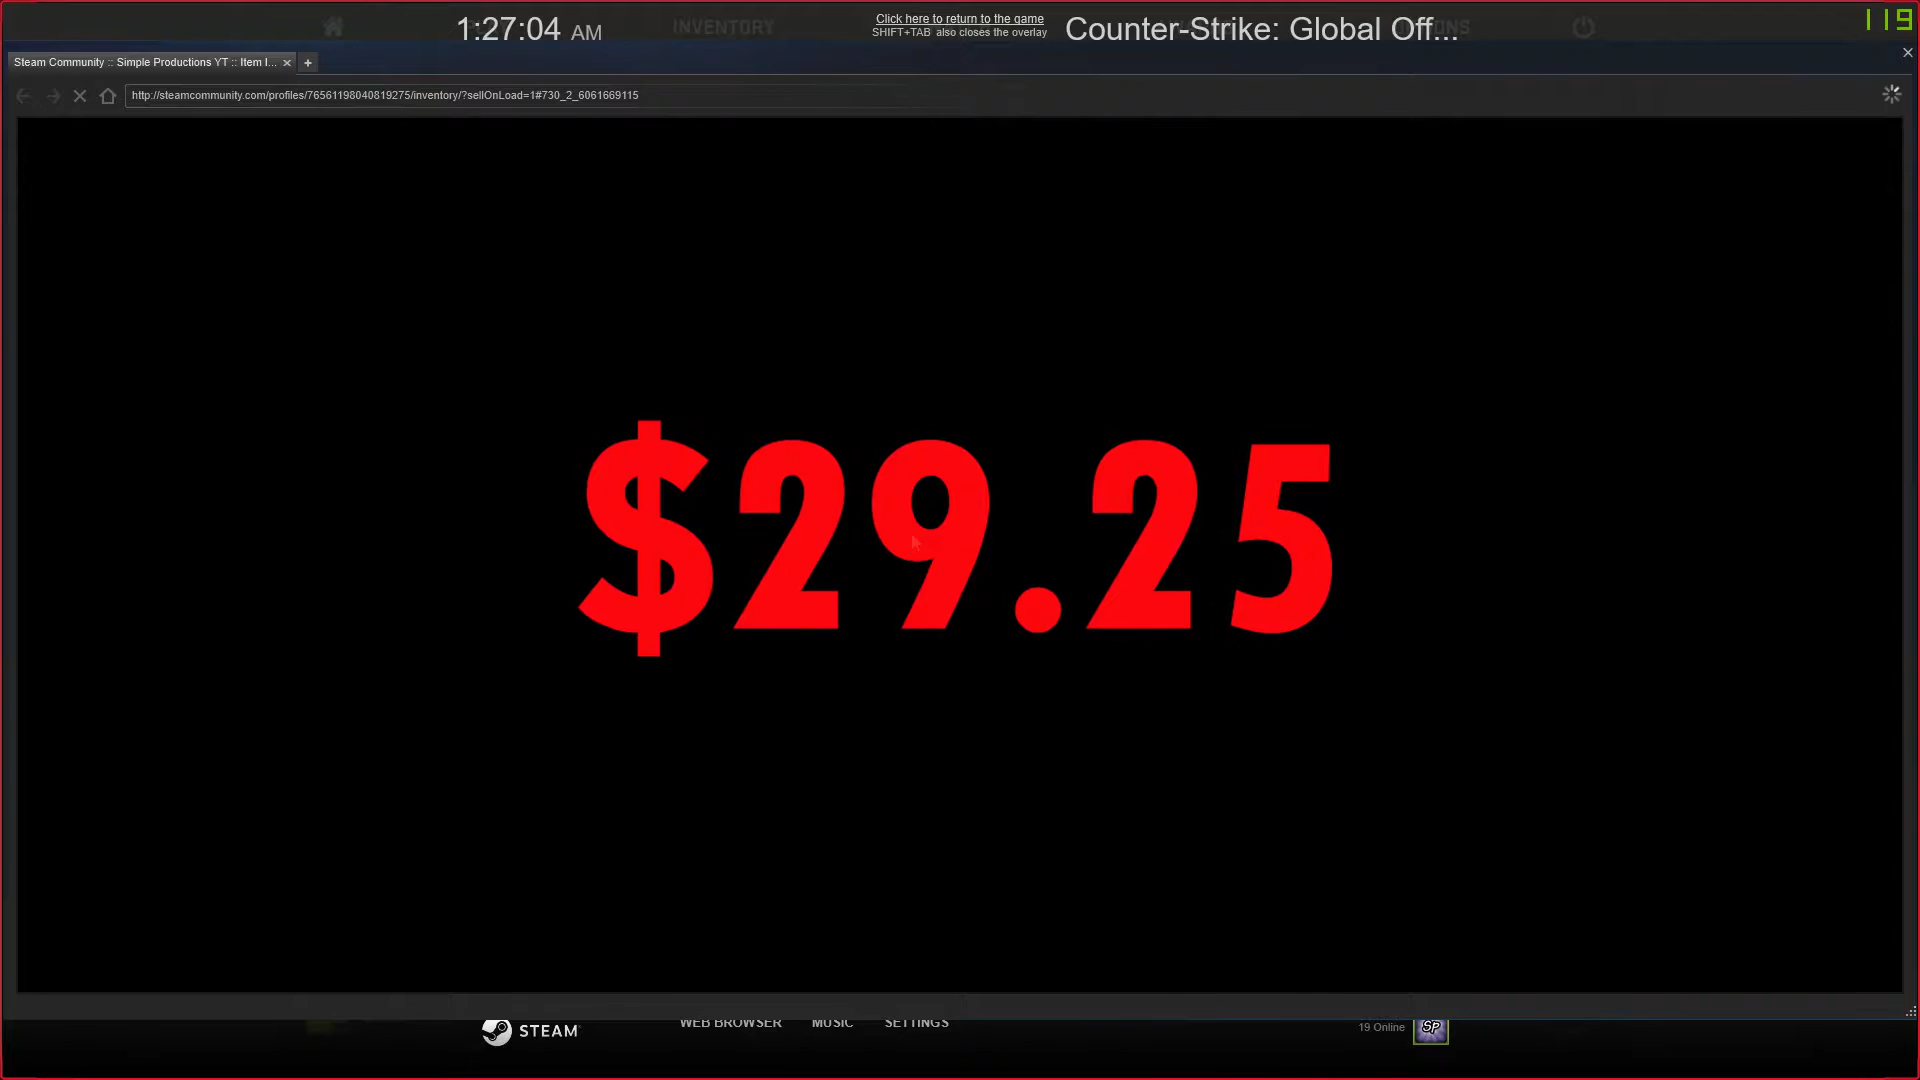 1:27:04 AM
INVENTORY
Click here to return to the game
SHIFT+TAB also closes the overlay
Counter-Strike: Global Off...
119
Steam Community :: Simple Productions YT :: Item I...
http://steamcommunity.com/profiles/76561198040819275/inventory/?sellOnLoad=1#730_2_6061669115
$29.25
STEAM
WEB BROWSER
MUSIC
SETTINGS
19 Online
SP